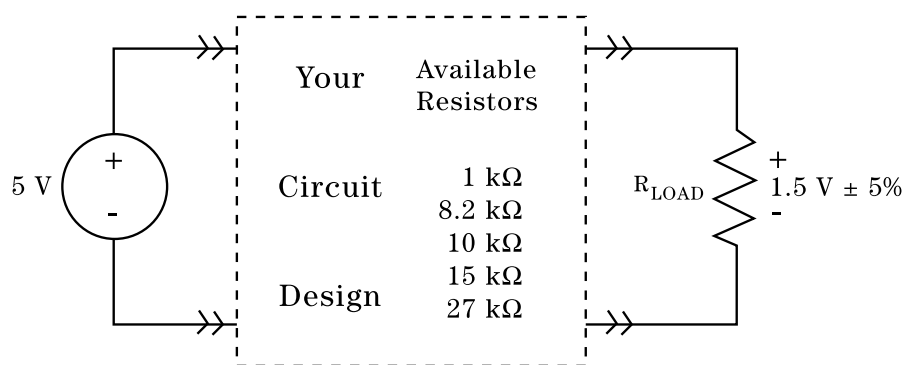 Your
Circuit
Design
Available
Resistors
1 kΩ
8.2 kΩ
10 kΩ
15 kΩ
27 kΩ
5 V
+
-
R_LOAD
+
1.5 V ± 5%
-